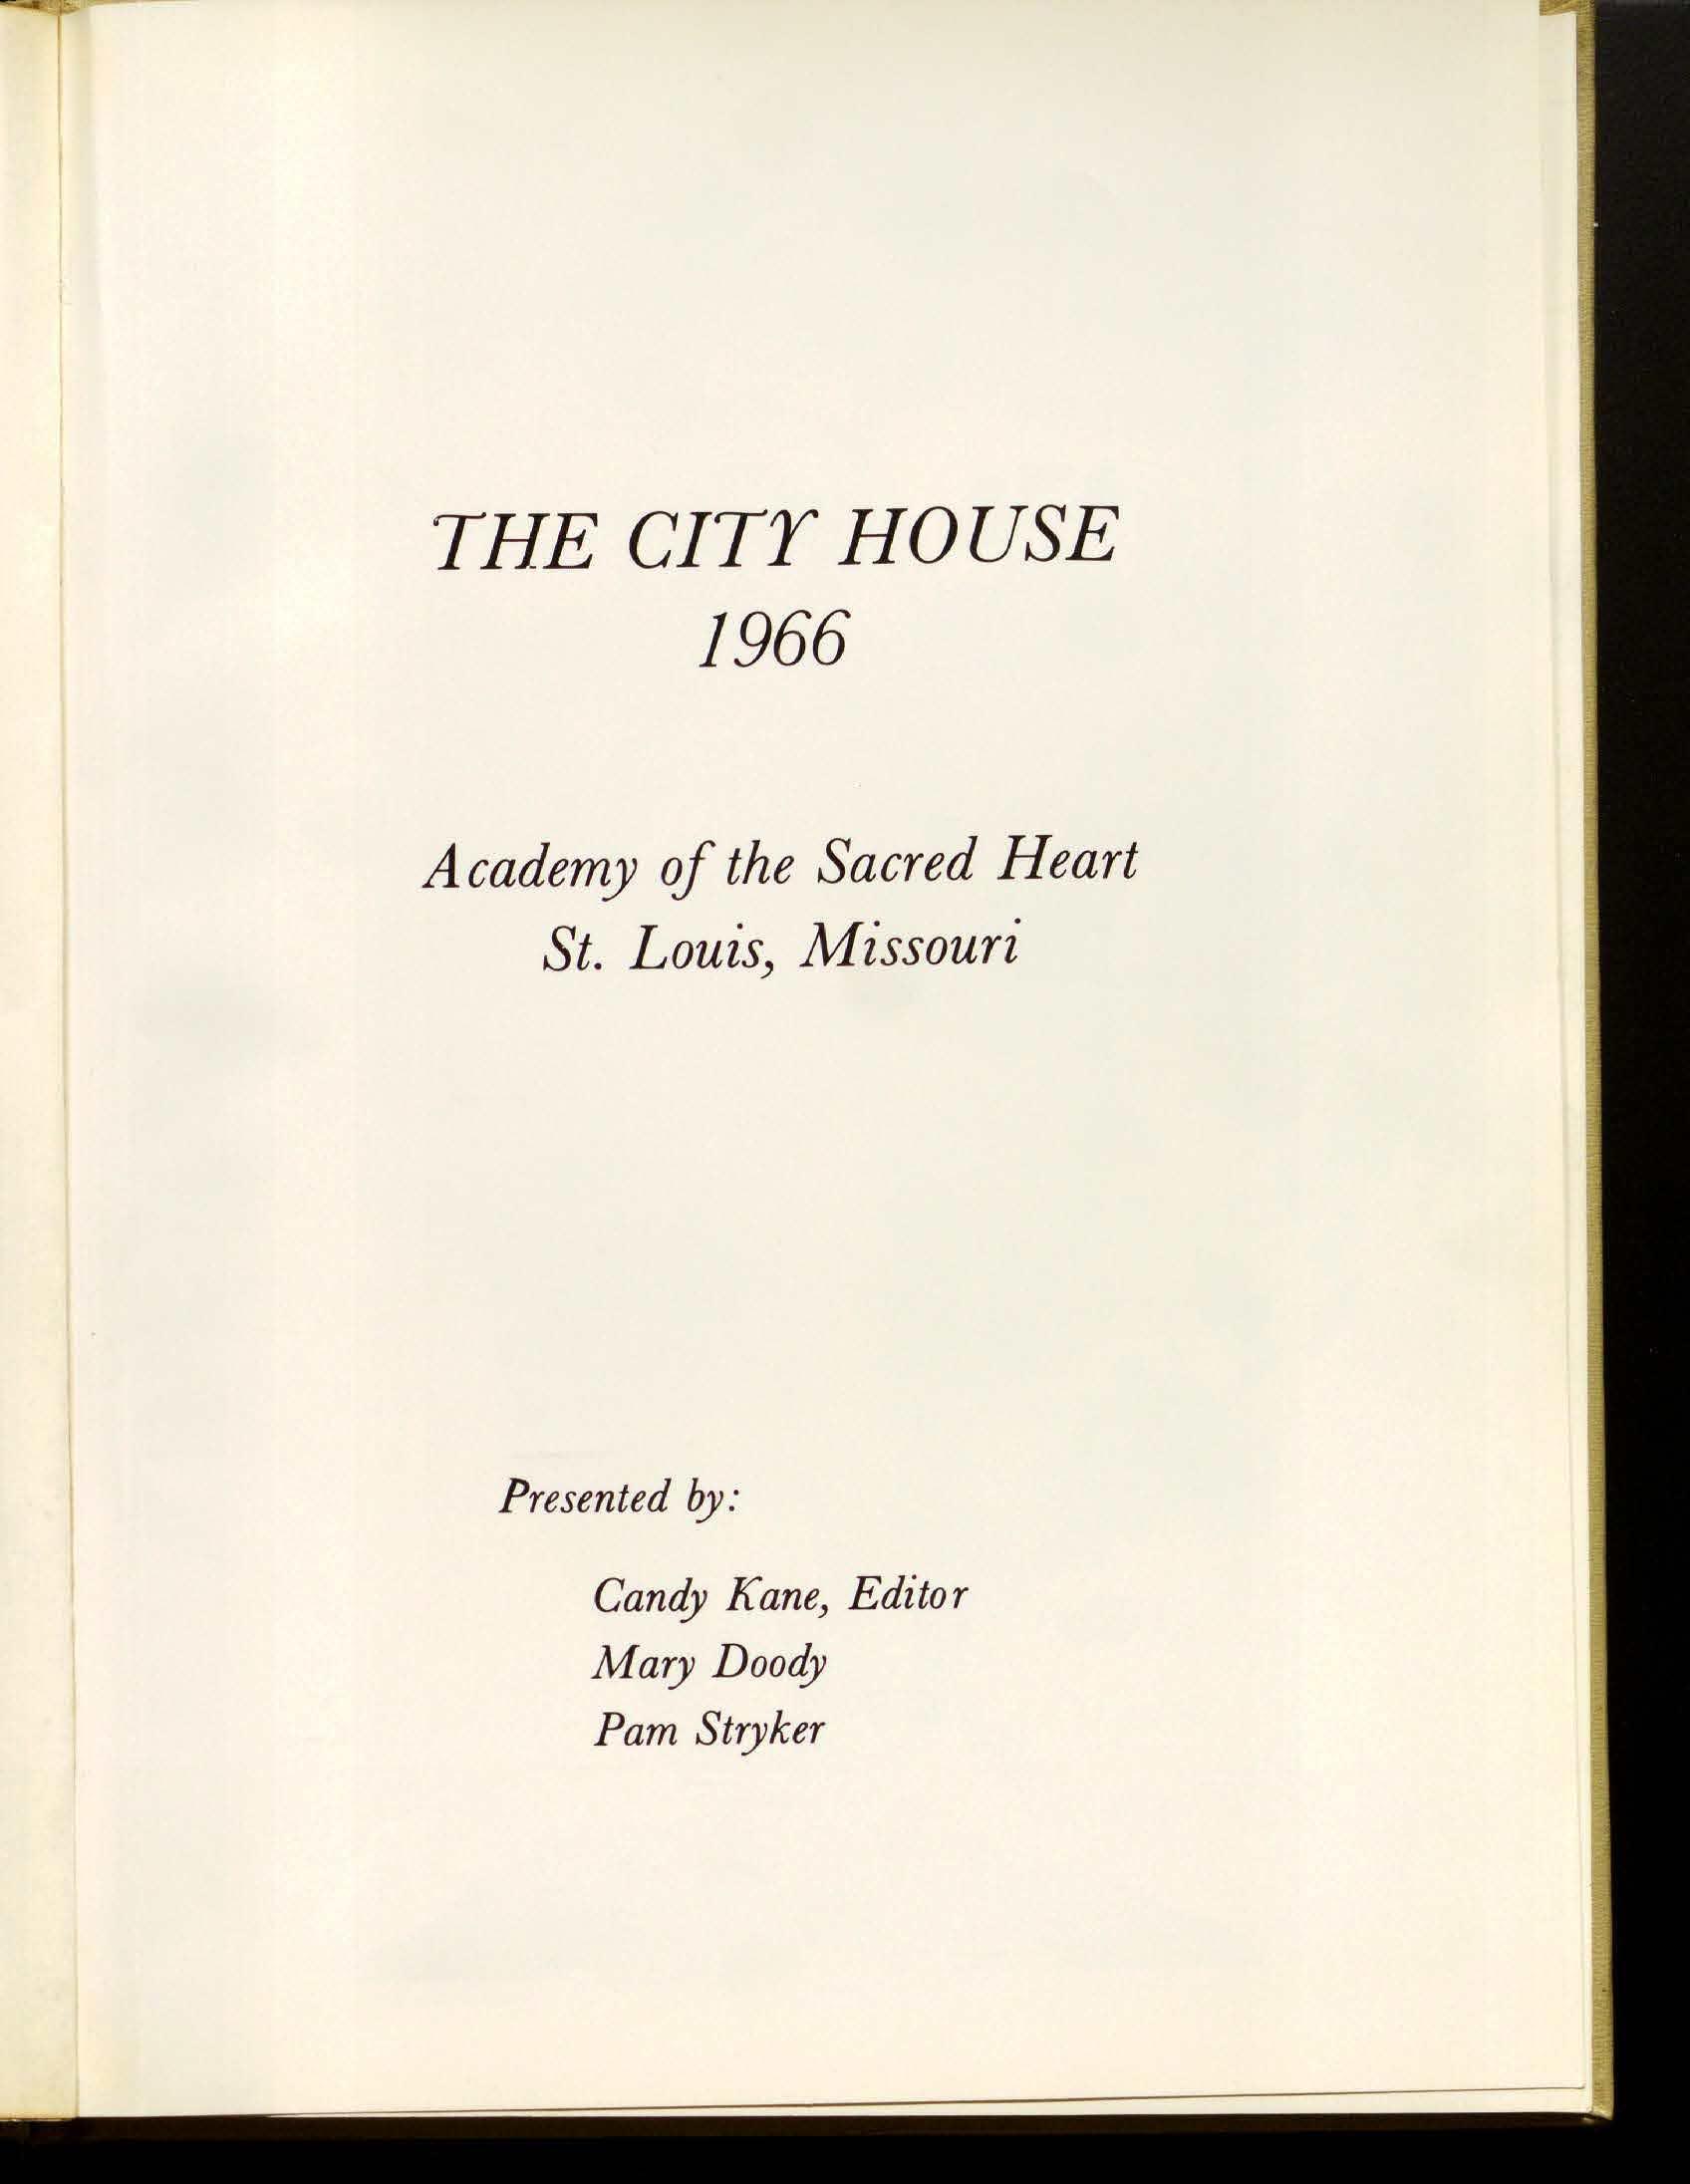 THE CITY HOUSE
1966
Academy of the Sacred Heart
St. Louis, Missouri
Presented by:
Candy Kane, Editor
Mary Doody
Pam Stryker